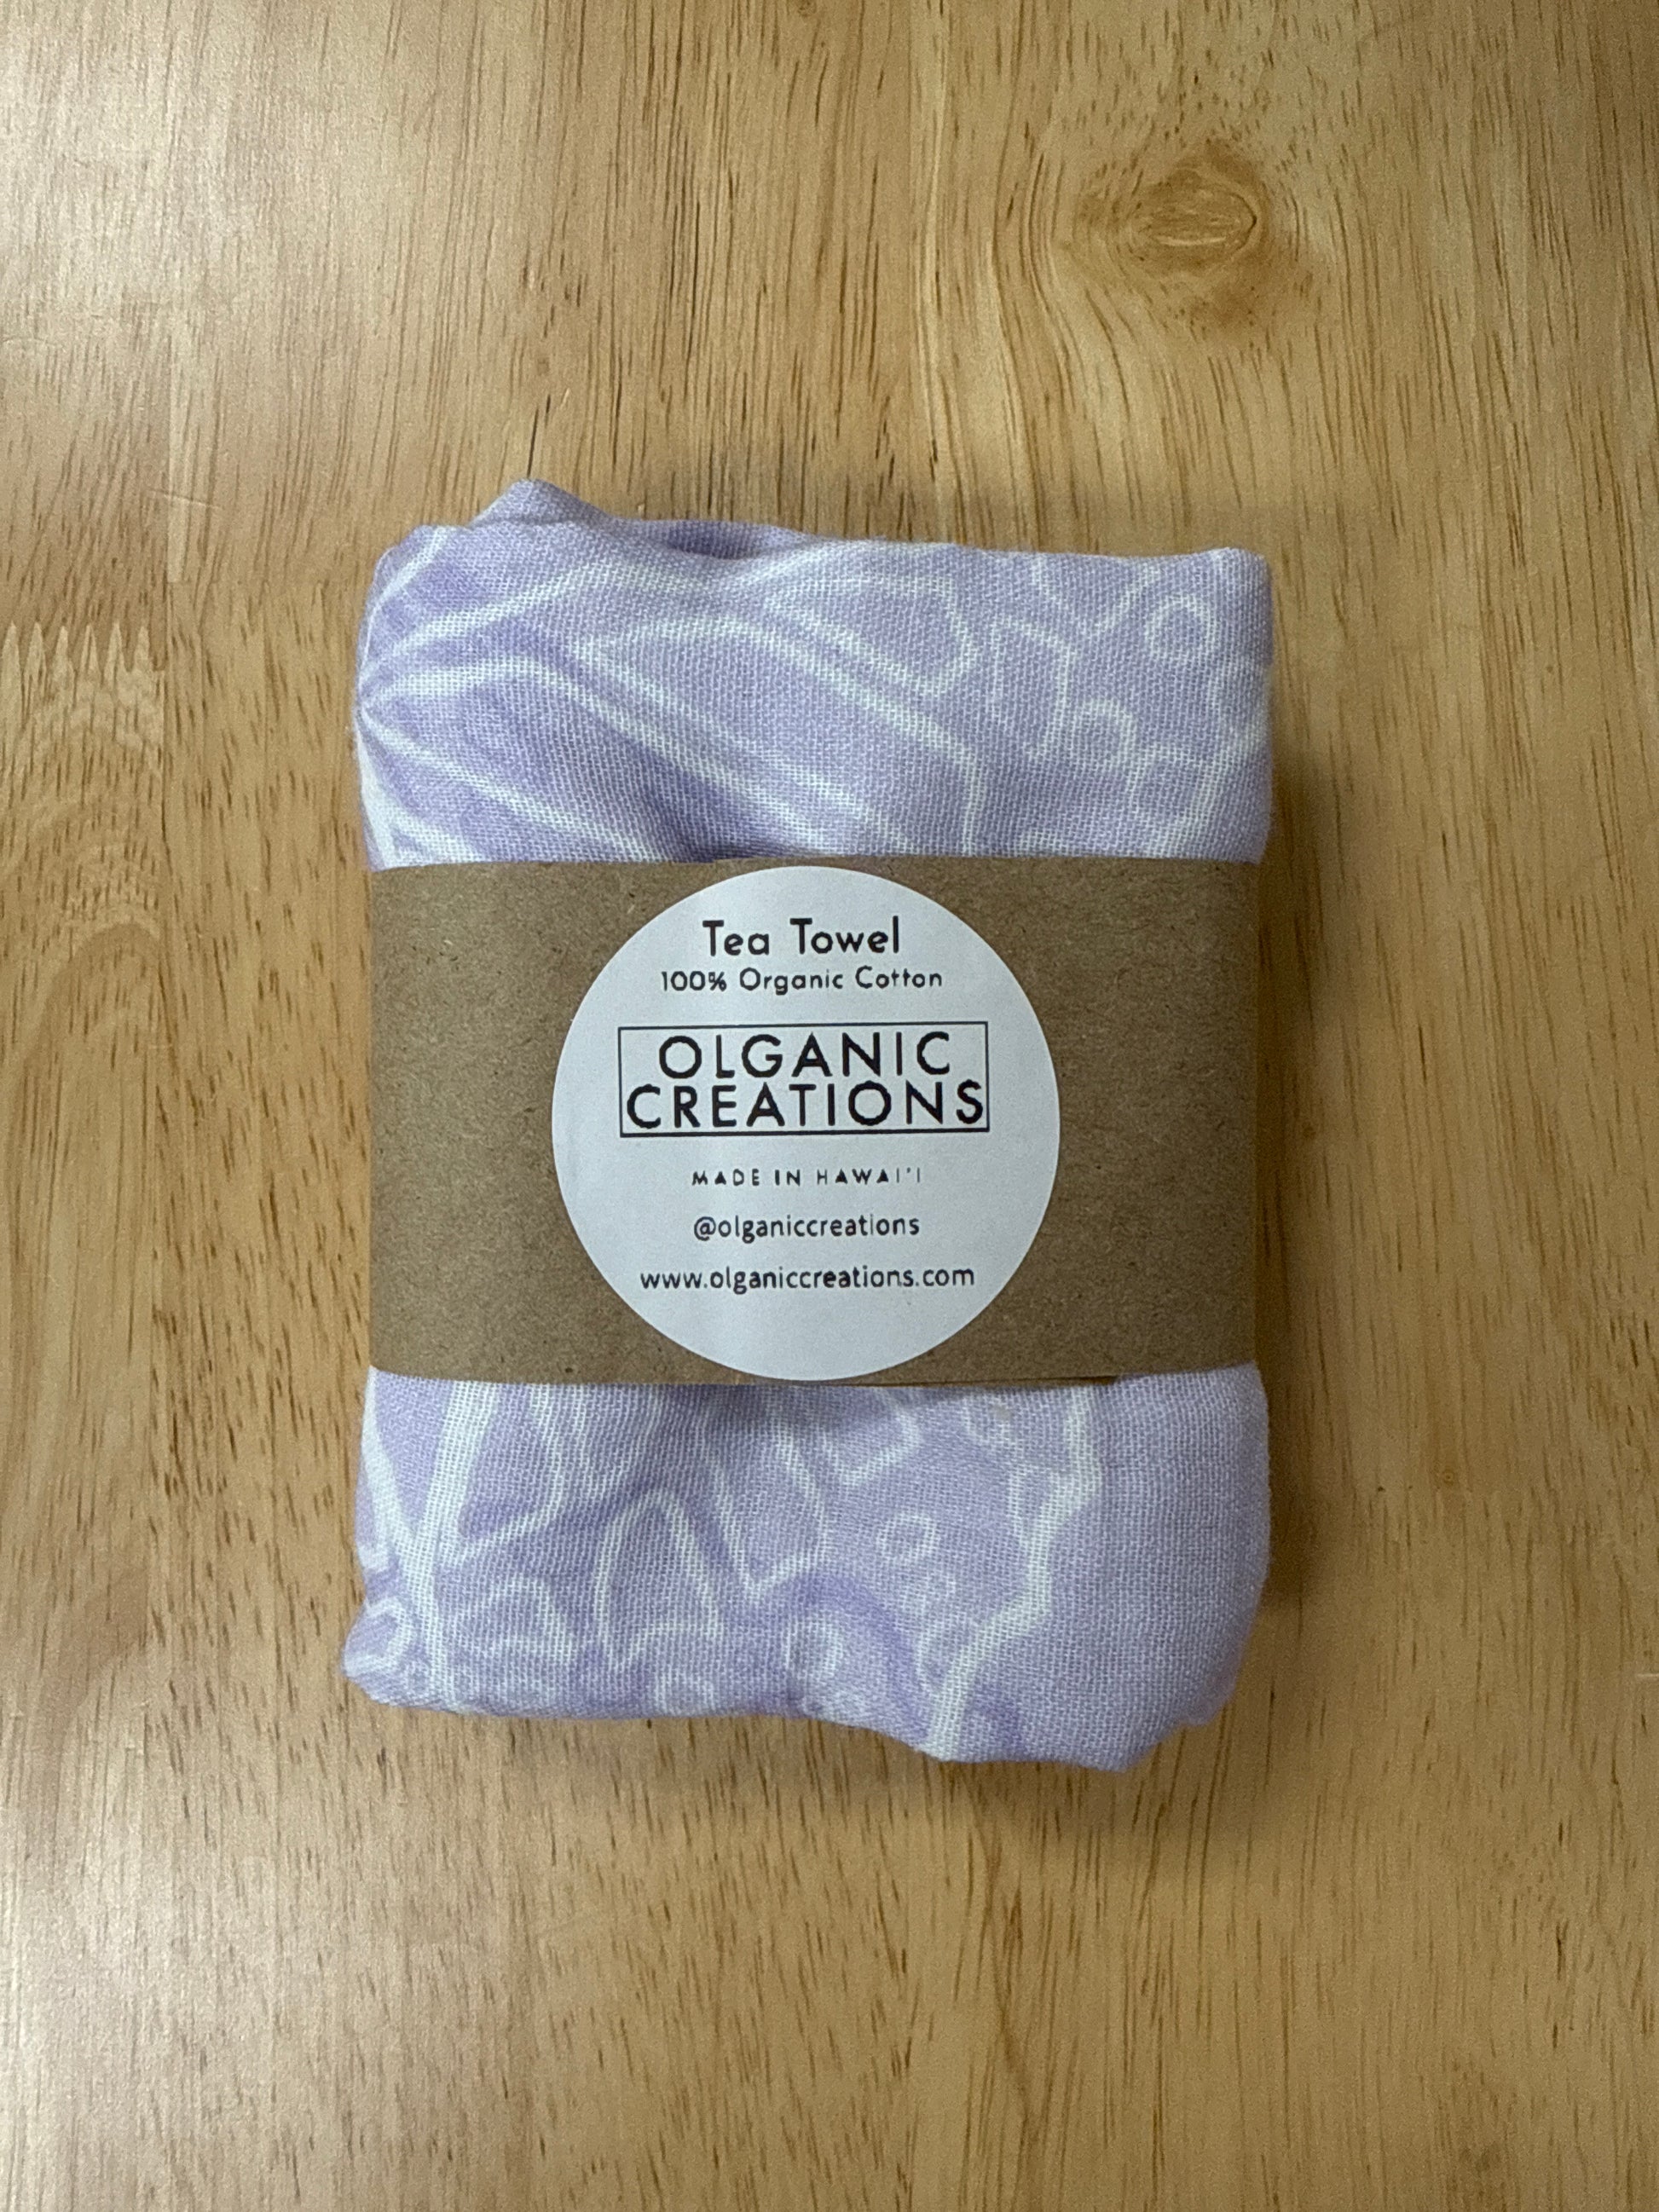 Tea Towel
100% Organic Cotton
OLGANIC
CREATIONS
MADE IN HAWAI'I
@olganiccreations
www.olganiccreations.com